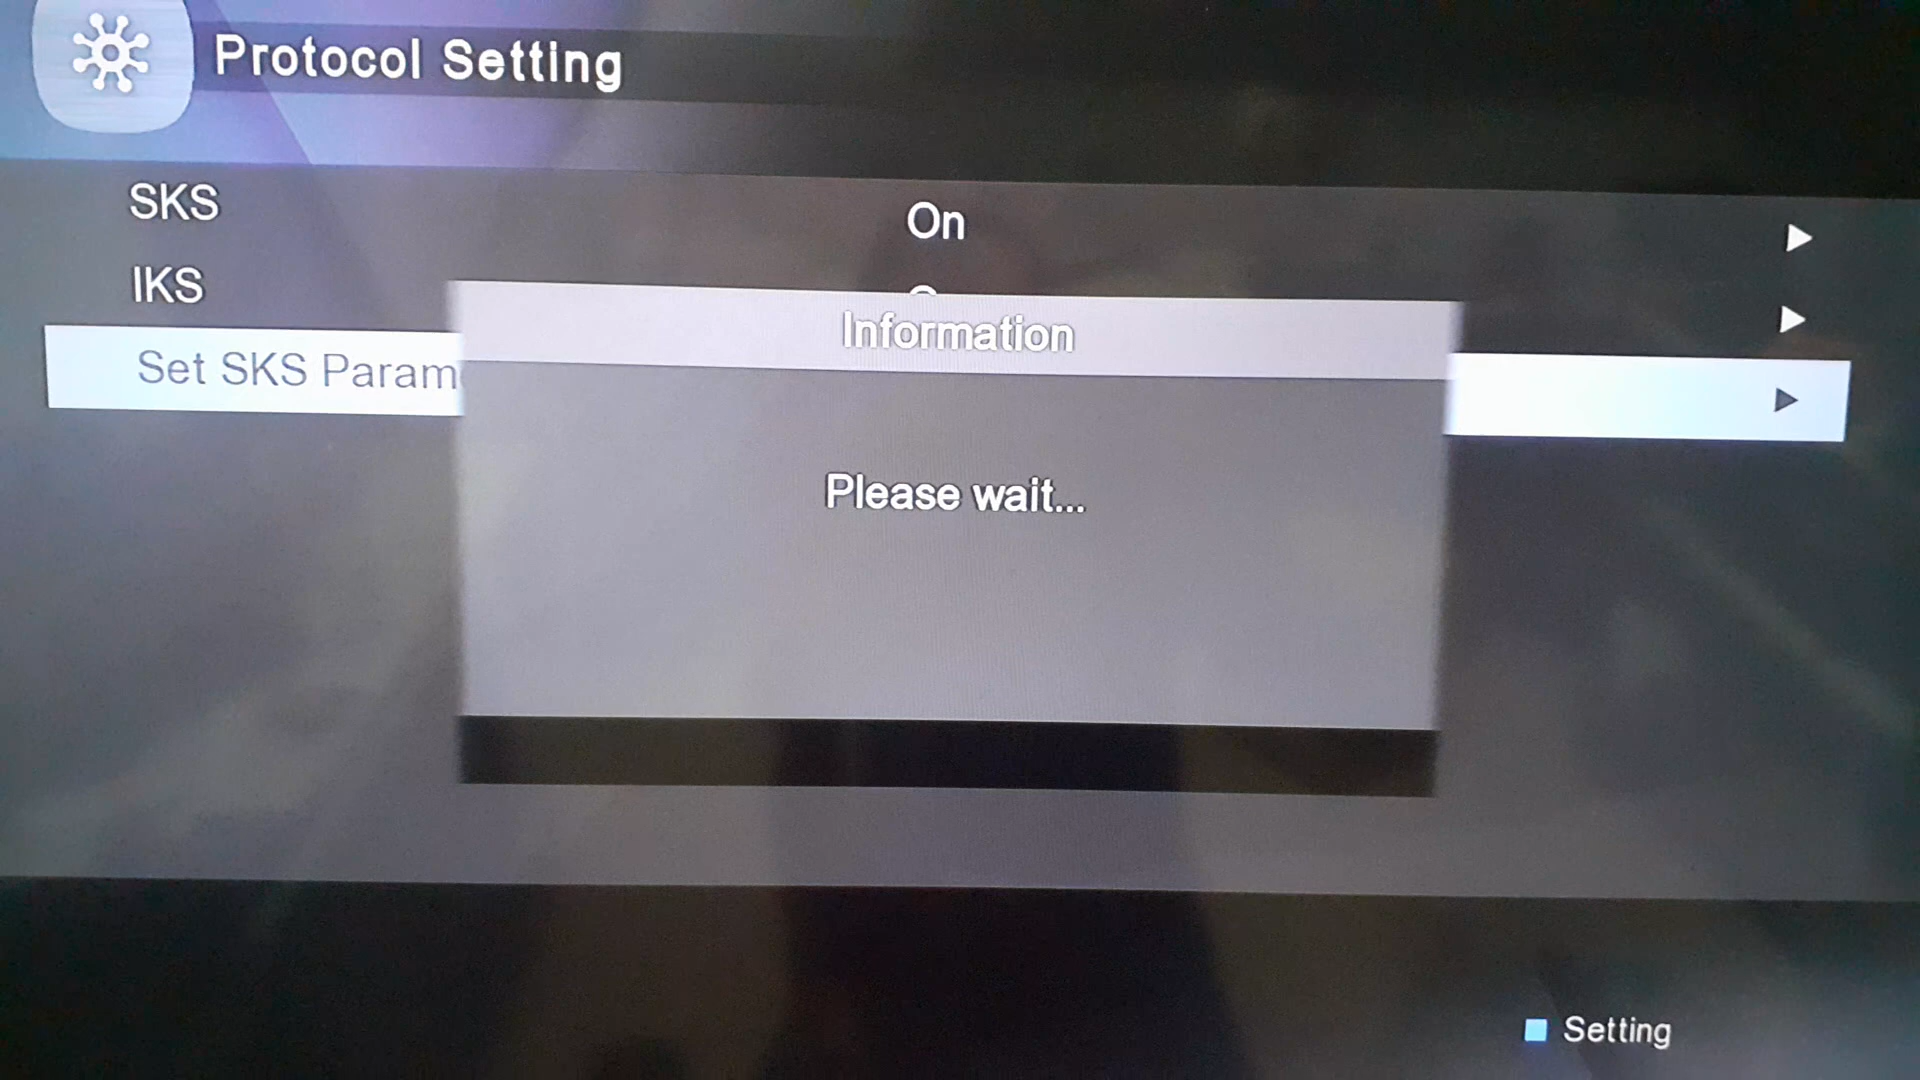 Protocol Setting
SKS
On
IKS
Information
Set SKS Param
Please wait...
Setting